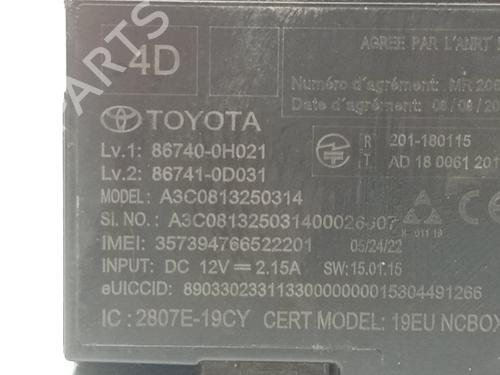 4D
AGREE PAR L'ANRT
Numéro d'agrément: MR
Date d'agrément:
TOYOTA
Lv.1: 86740-0H021
Lv.2: 86741-0D031
MODEL: A3C0813250314
SI. NO.: A3C081325031400026607
IMEI: 357394766522201
05/24/22
INPUT: DC 12V 2.15A SW: 15.01.15
eUICCID: 89033023311330000000015304491266
IC : 2807E-19CY CERT MODEL: 19EU NCBOX
R 201-180115
T AD 18 0061 201
ARTS